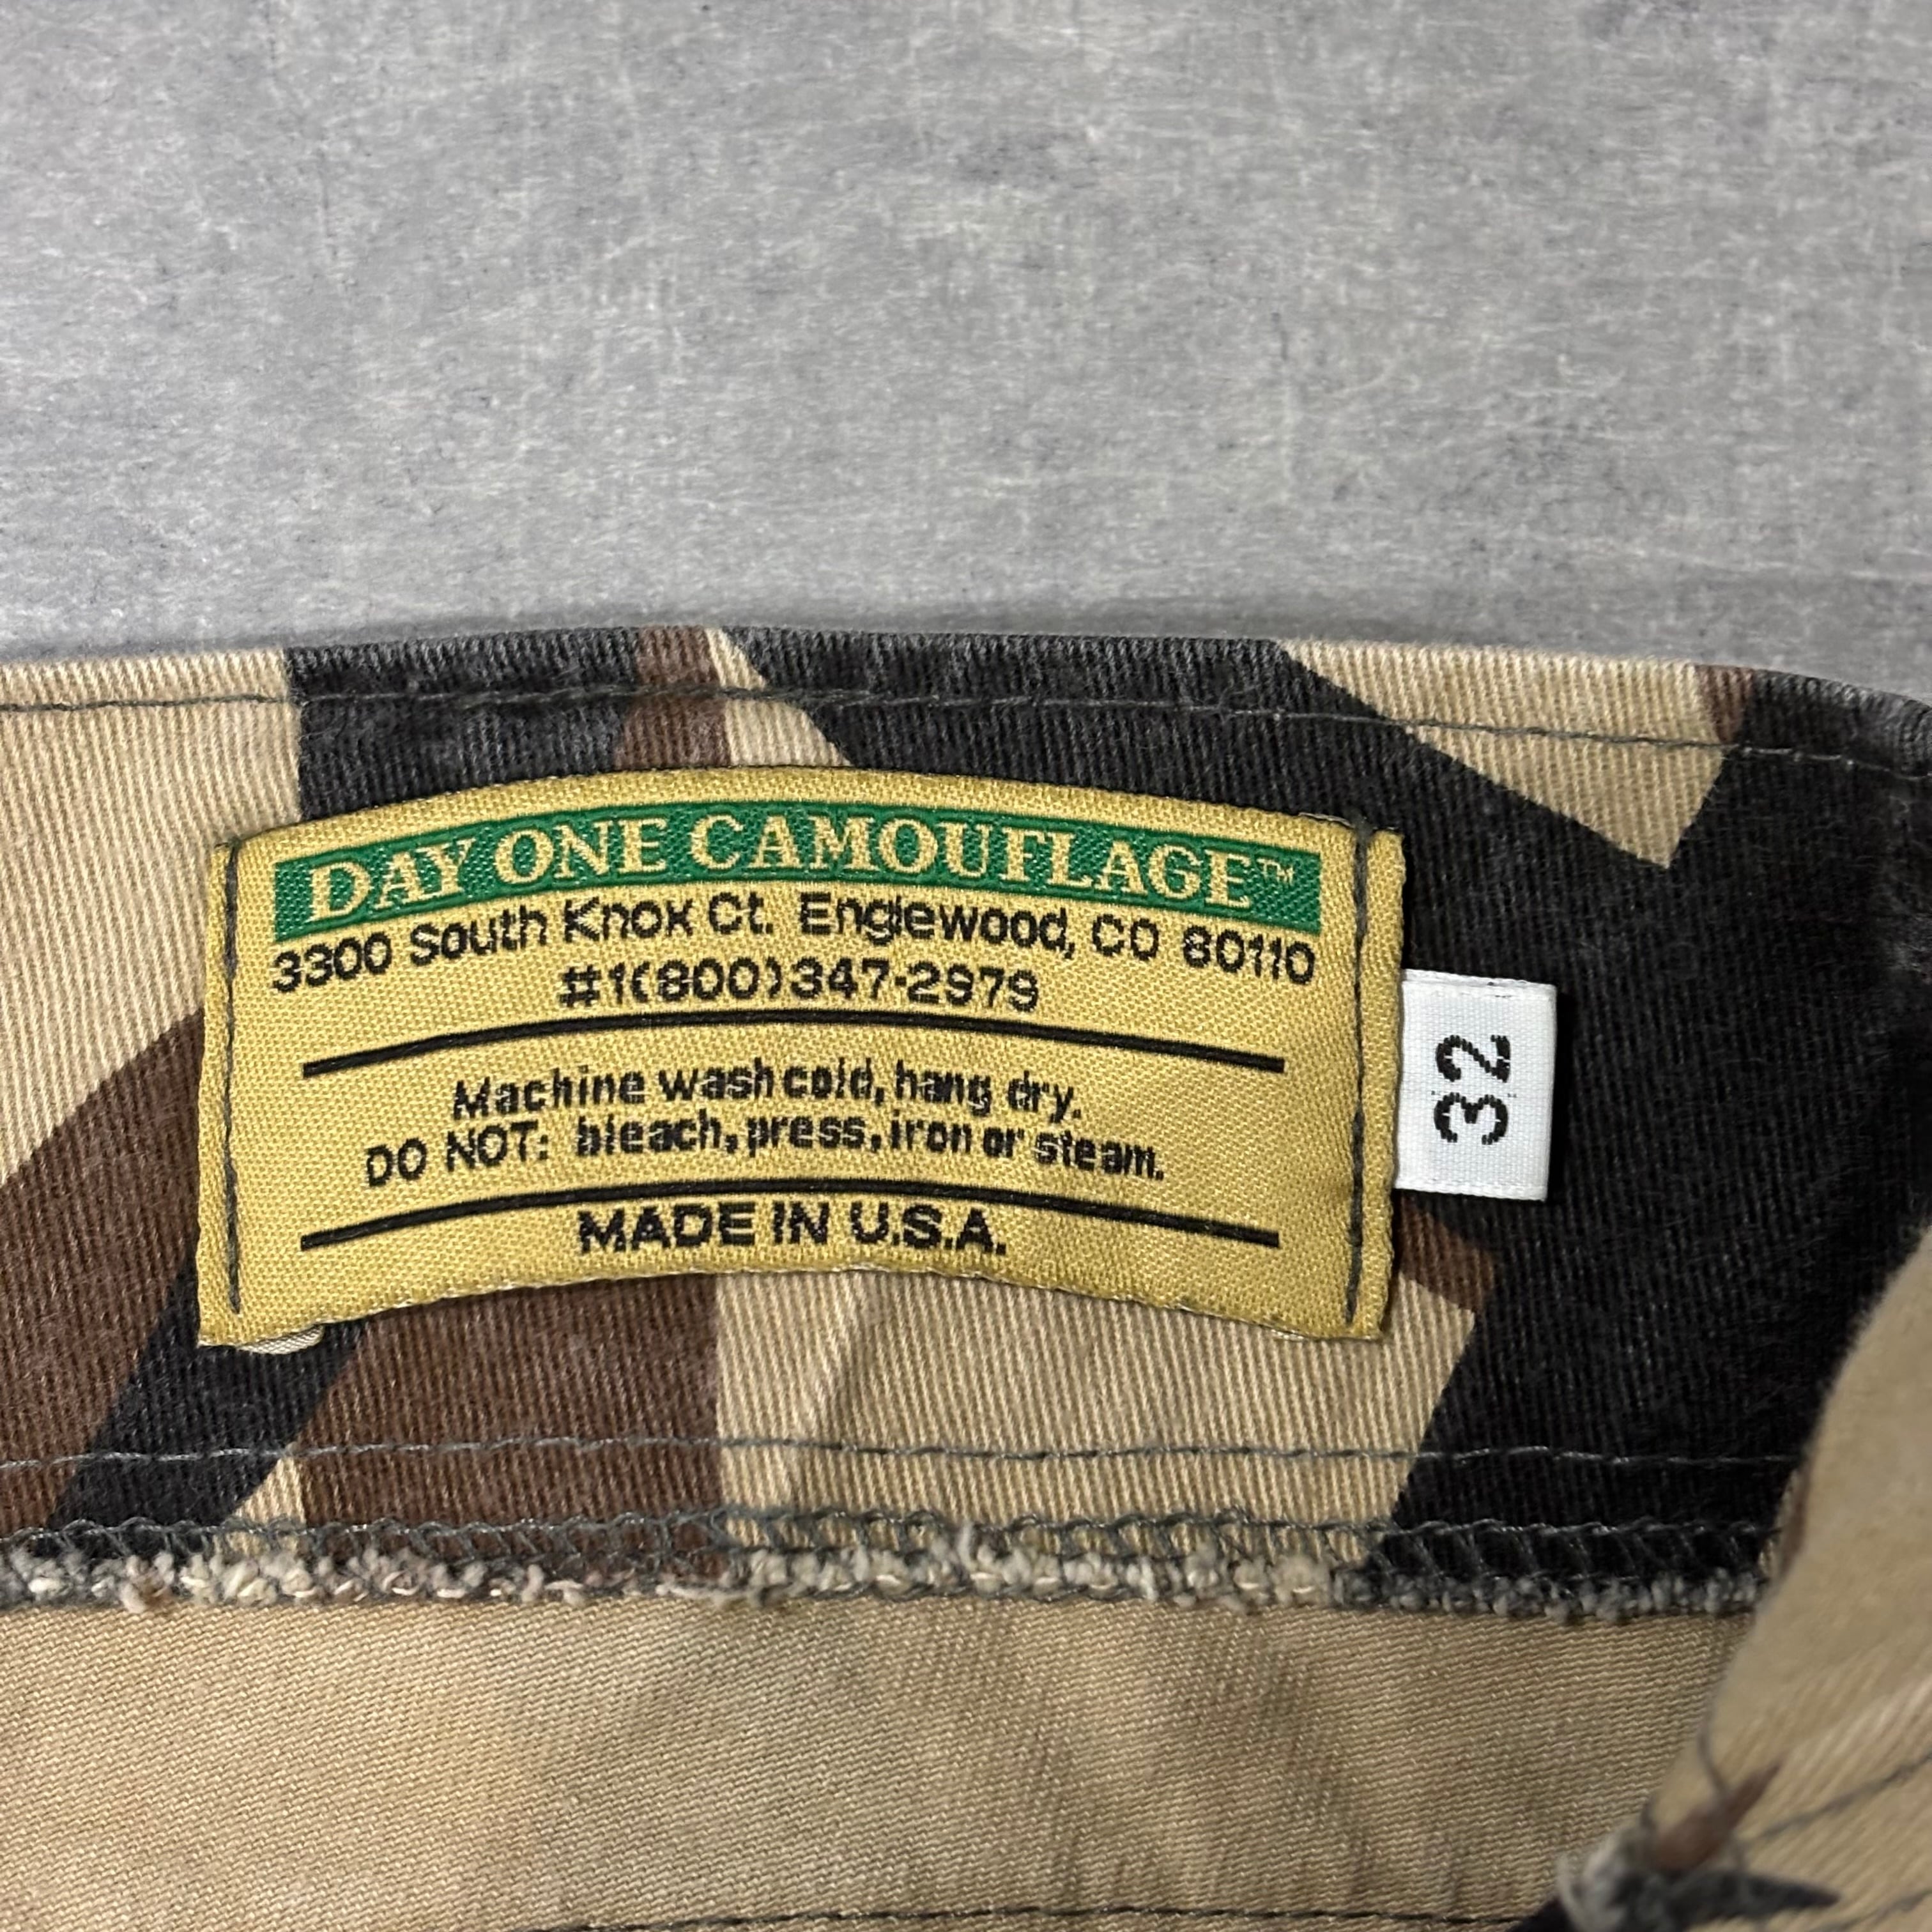 DAY ONE CAMOUFLAGE™
3300 South Knox Ct. Englewood, CO 80110
#1(800)347-2979
Machine wash cold, hang dry.
DO NOT: bleach, press, iron or steam.
MADE IN U.S.A.
32